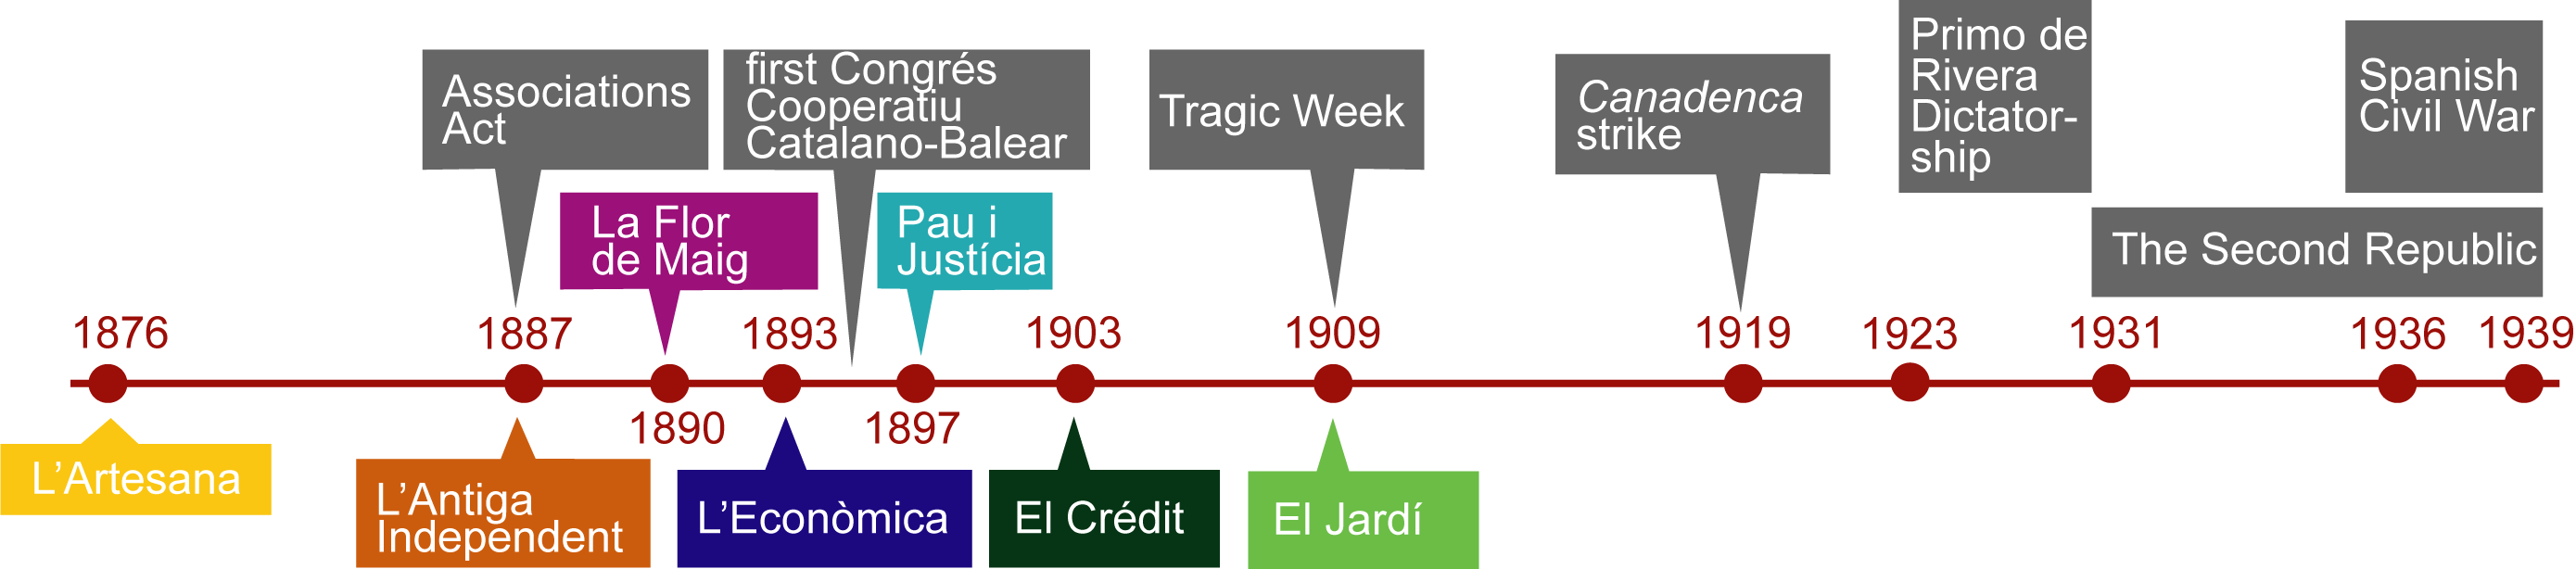 Associations
Act
first Congrés
Cooperatiu
Catalano-Balear
Tragic Week
Canadenca
strike
Primo de
Rivera
Dictator-
ship
Spanish
Civil War
La Flor
de Maig
Pau i
Justícia
The Second Republic
1876
1887
1893
1903
1909
1919
1923
1931
1936
1939
1890
1897
L’Artesana
L’Antiga
Independent
L’Econòmica
El Crédit
El Jardí